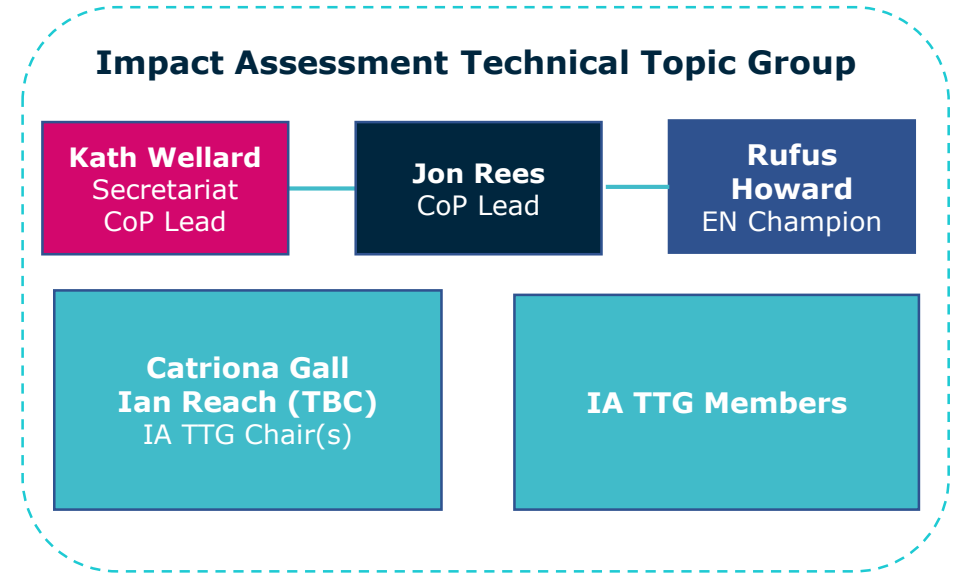 Impact Assessment Technical Topic Group
Kath Wellard
Secretariat
CoP Lead
Jon Rees
CoP Lead
Rufus
Howard
EN Champion
Catriona Gall
Ian Reach (TBC)
IA TTG Chair(s)
IA TTG Members